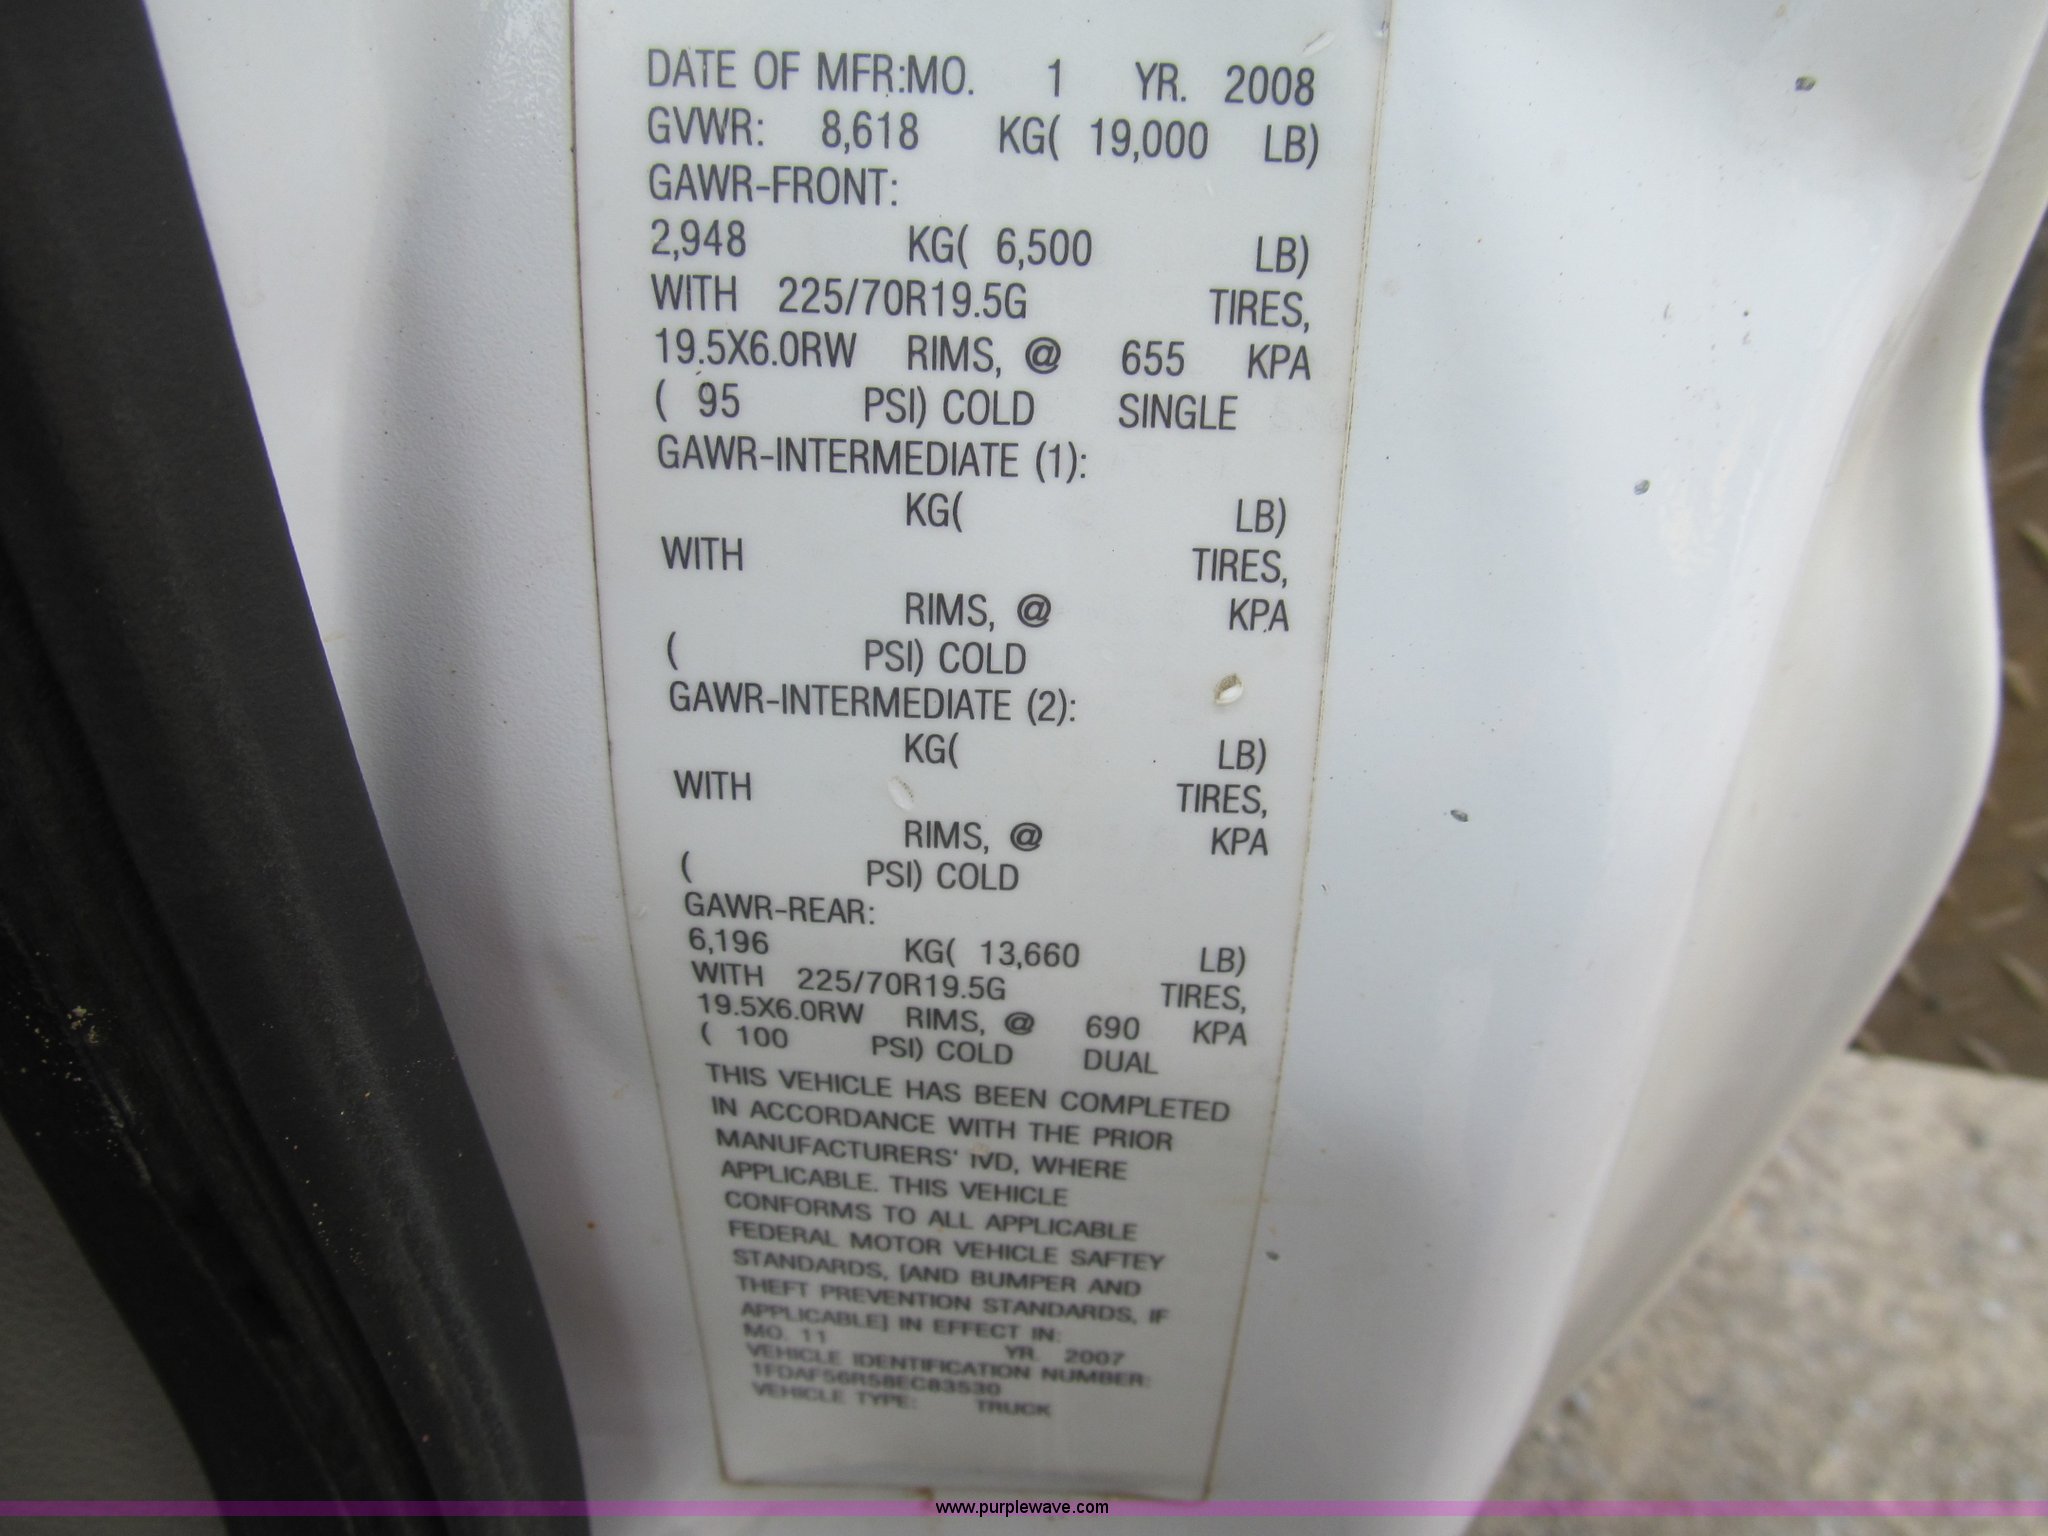 DATE OF MFR:MO. 1 YR. 2008
GVWR: 8,618 KG( 19,000 LB)
GAWR-FRONT:
2,948 KG( 6,500 LB)
WITH 225/70R19.5G TIRES,
19.5X6.0RW RIMS, @ 655 KPA
( 95 PSI) COLD SINGLE
GAWR-INTERMEDIATE (1):
KG( LB)
WITH TIRES,
RIMS, @ KPA
( PSI) COLD
GAWR-INTERMEDIATE (2):
KG( LB)
WITH TIRES,
RIMS, @ KPA
( PSI) COLD
GAWR-REAR:
6,196 KG( 13,660 LB)
WITH 225/70R19.5G TIRES,
19.5X6.0RW RIMS, @ 690 KPA
( 100 PSI) COLD DUAL
THIS VEHICLE HAS BEEN COMPLETED
IN ACCORDANCE WITH THE PRIOR
MANUFACTURERS' IVD, WHERE
APPLICABLE. THIS VEHICLE
CONFORMS TO ALL APPLICABLE
FEDERAL MOTOR VEHICLE SAFTEY
STANDARDS, [AND BUMPER AND
THEFT PREVENTION STANDARDS, IF
APPLICABLE] IN EFFECT IN:
MO. 11 YR. 2007
VEHICLE IDENTIFICATION NUMBER:
1FDAF56R58EC83530
VEHICLE TYPE: TRUCK
www.purplewave.com